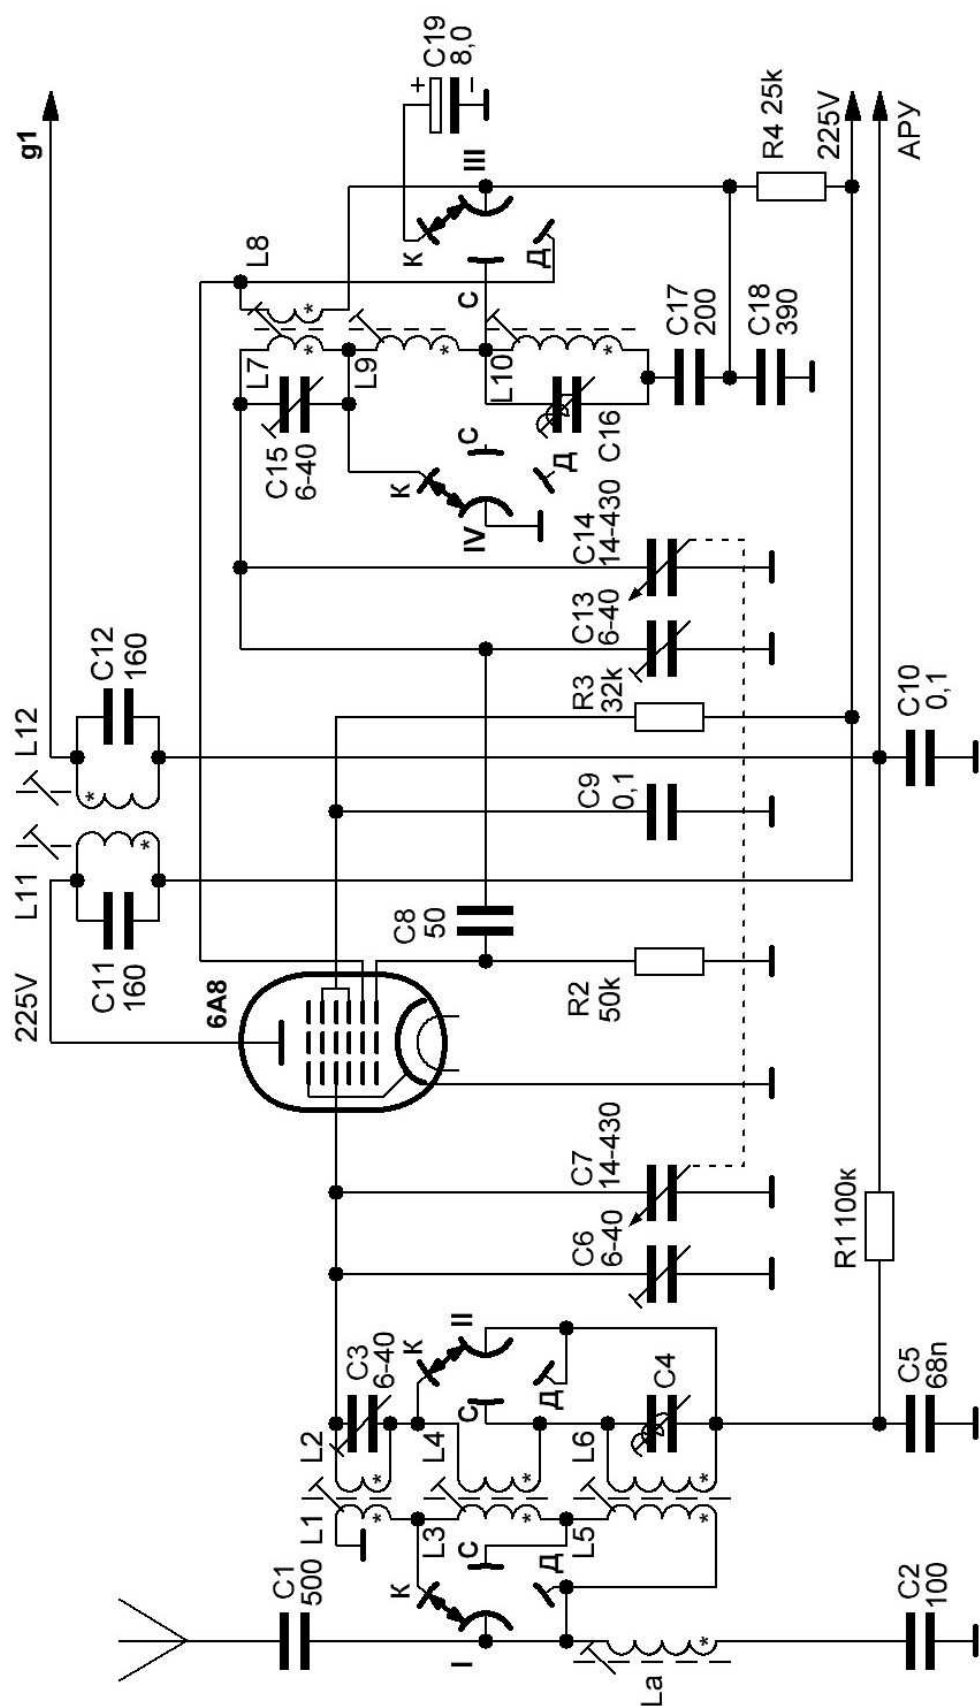 225V
L11
L12
g1
C11
160
C12
160
6A8
C1
500
L1
L2
C3
6-40
L7
L8
C15
6-40
L3
L4
L9
К
К
К
К
C8
50
C19
8,0
+
−
I
С
С
II
IV
С
С
III
L10
Д
Д
Д
Д
L5
L6
C4
C6
6-40
C7
14-430
R2
50k
C9
0,1
R3
32k
C13
6-40
C14
14-430
C16
C17
200
C18
390
R4 25k
La
225V
R1 100к
АРУ
C2
100
C5
68n
C10
0,1